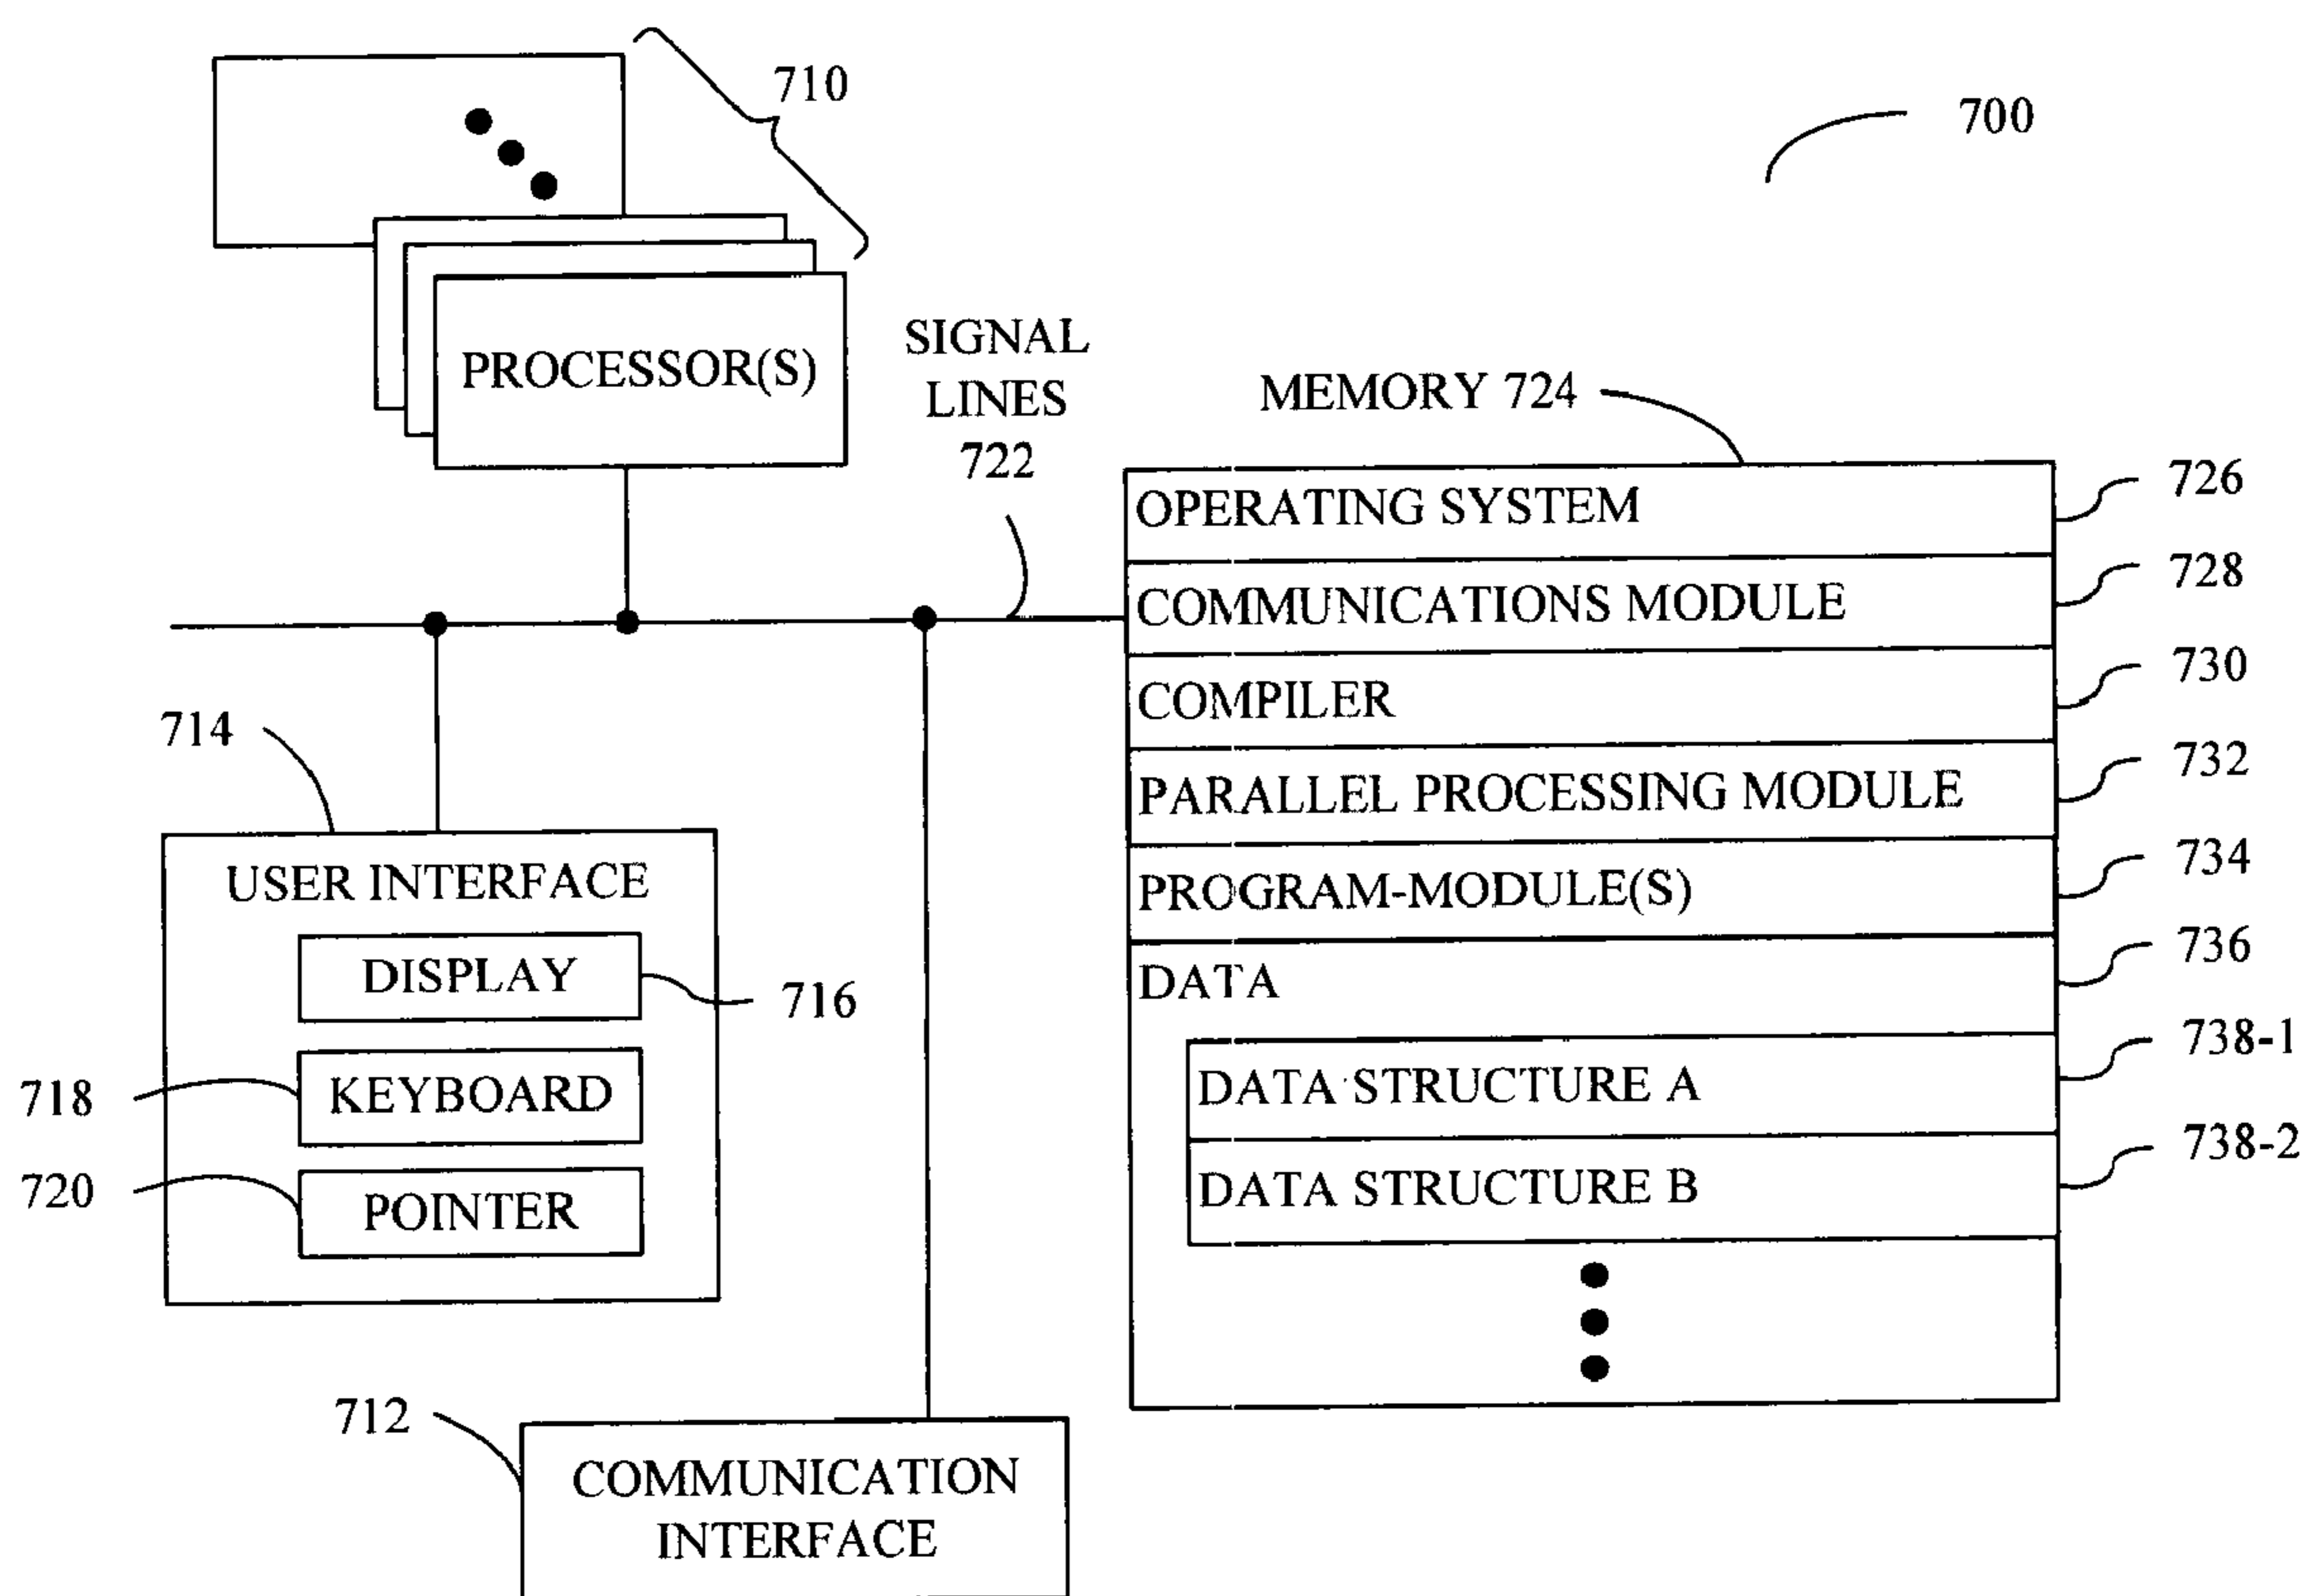 710
700
PROCESSOR(S)
SIGNAL
LINES
722
MEMORY 724
OPERATING SYSTEM
726
COMMUNICATIONS MODULE
728
COMPILER
730
PARALLEL PROCESSING MODULE
732
PROGRAM-MODULE(S)
734
DATA
736
DATA STRUCTURE A
738-1
DATA STRUCTURE B
738-2
714
USER INTERFACE
DISPLAY
716
718
KEYBOARD
720
POINTER
712
COMMUNICATION
INTERFACE